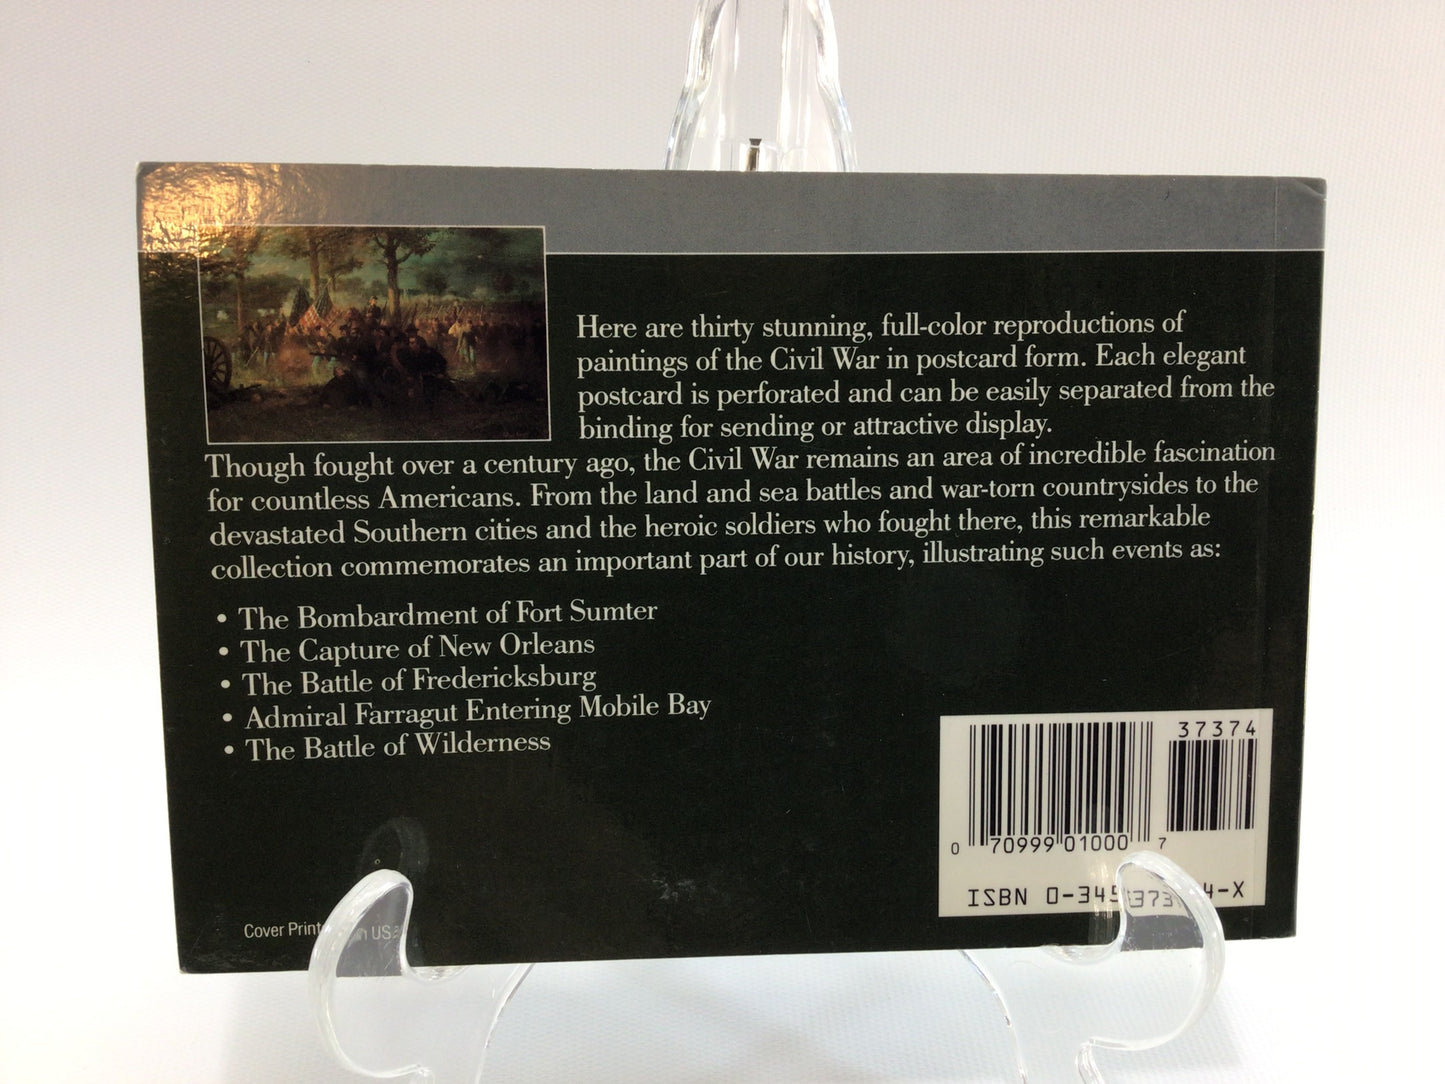 Here are thirty stunning, full-color reproductions of
paintings of the Civil War in postcard form. Each elegant
postcard is perforated and can be easily separated from the
binding for sending or attractive display.
Though fought over a century ago, the Civil War remains an area of incredible fascination
for countless Americans. From the land and sea battles and war-torn countrysides to the
devastated Southern cities and the heroic soldiers who fought there, this remarkable
collection commemorates an important part of our history, illustrating such events as:
• The Bombardment of Fort Sumter
• The Capture of New Orleans
• The Battle of Fredericksburg
• Admiral Farragut Entering Mobile Bay
• The Battle of Wilderness
37374
0 70999 01000 7
ISBN 0-345
Cover